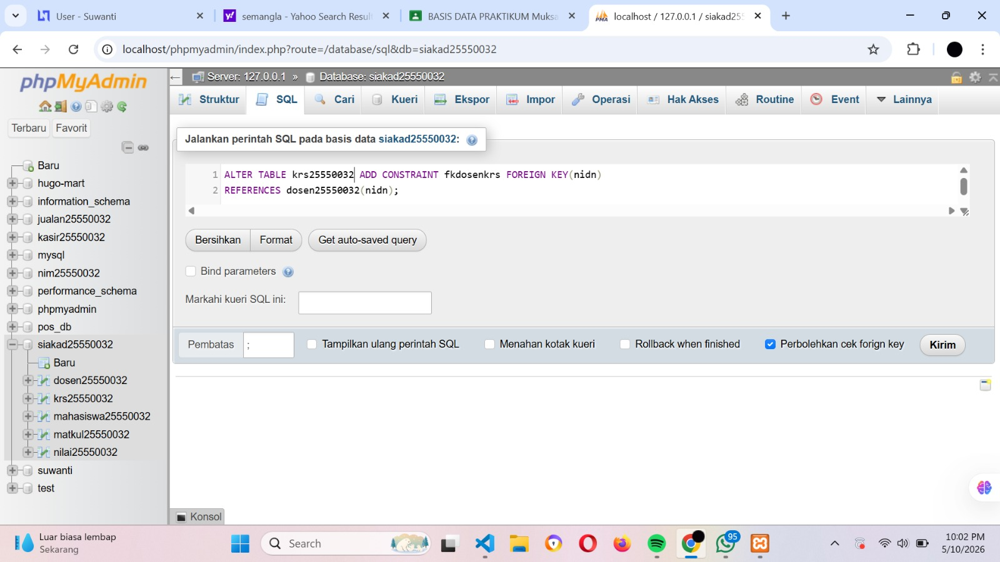 User - Suwanti
semangla - Yahoo Search Result
BASIS DATA PRAKTIKUM Muksa
localhost / 127.0.0.1 / siakad255
localhost/phpmyadmin/index.php?route=/database/sql&db=siakad25550032
phpMyAdmin
Terbaru
Favorit
Baru
hugo-mart
information_schema
jualan25550032
kasir25550032
mysql
nim25550032
performance_schema
phpmyadmin
pos_db
siakad25550032
Baru
dosen25550032
krs25550032
mahasiswa25550032
matkul25550032
nilai25550032
suwanti
test
Server: 127.0.0.1 » Database: siakad25550032
Struktur SQL Cari Kueri Ekspor Impor Operasi Hak Akses Routine Event Lainnya
Jalankan perintah SQL pada basis data siakad25550032:
1 ALTER TABLE krs25550032 ADD CONSTRAINT fkdosenkrs FOREIGN KEY(nidn)
2 REFERENCES dosen25550032(nidn);
Bersihkan Format Get auto-saved query
Bind parameters
Markahi kueri SQL ini:
Pembatas ; Tampilkan ulang perintah SQL Menahan kotak kueri Rollback when finished Perbolehkan cek forign key Kirim
Konsol
Luar biasa lembap
Sekarang
Search
95
10:02 PM
5/10/2026